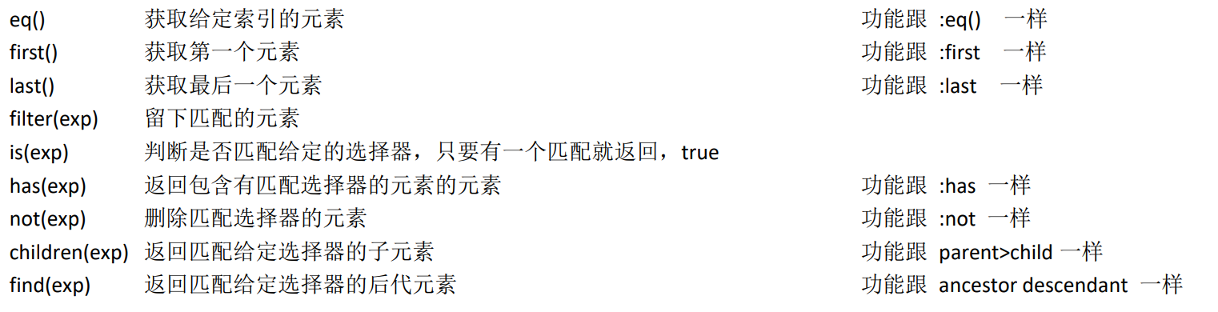 eq() 获取给定索引的元素 功能跟 :eq() 一样
first() 获取第一个元素 功能跟 :first 一样
last() 获取最后一个元素 功能跟 :last 一样
filter(exp) 留下匹配的元素
is(exp) 判断是否匹配给定的选择器，只要有一个匹配就返回，true
has(exp) 返回包含有匹配选择器的元素的元素 功能跟 :has 一样
not(exp) 删除匹配选择器的元素 功能跟 :not 一样
children(exp) 返回匹配给定选择器的子元素 功能跟 parent>child 一样
find(exp) 返回匹配给定选择器的后代元素 功能跟 ancestor descendant 一样